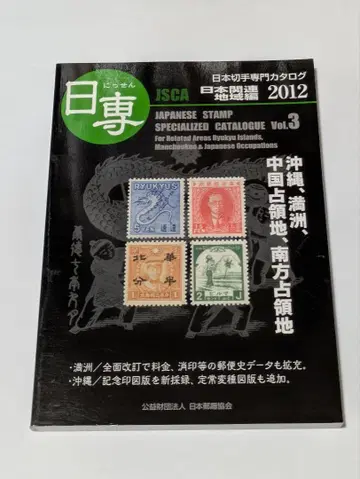 日本切手専門カタログ
にっせん
日専
JSCA
日本関連
地域編
2012
JAPANESE STAMP
SPECIALIZED CATALOGUE Vol.3
For Related Areas Ryukyu Islands,
Manchoukuo & Japanese Occupations
沖縄、満洲、
中国占領地、南方占領地
RYUKYUS
華北
分半
・満洲／全面改訂で料金、消印等の郵便史データも拡充。
・沖縄／記念印図版を新採録、定常変種図版も追加。
公益財団法人 日本郵趣協会